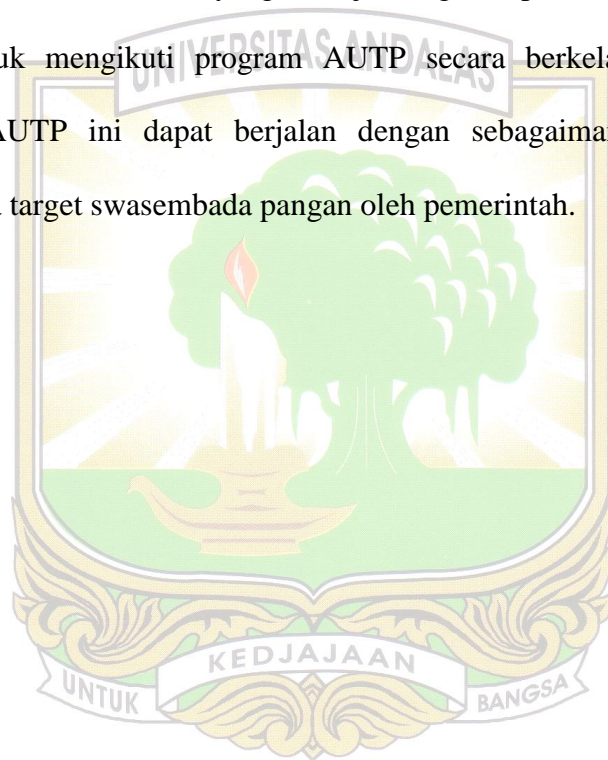 UNIVERSITAS ANDALAS
uk mengikuti program AUTP secara berkela
AUTP ini dapat berjalan dengan sebagaiman
target swasembada pangan oleh pemerintah.
KEDJAJAAN
UNTUK BANGSA